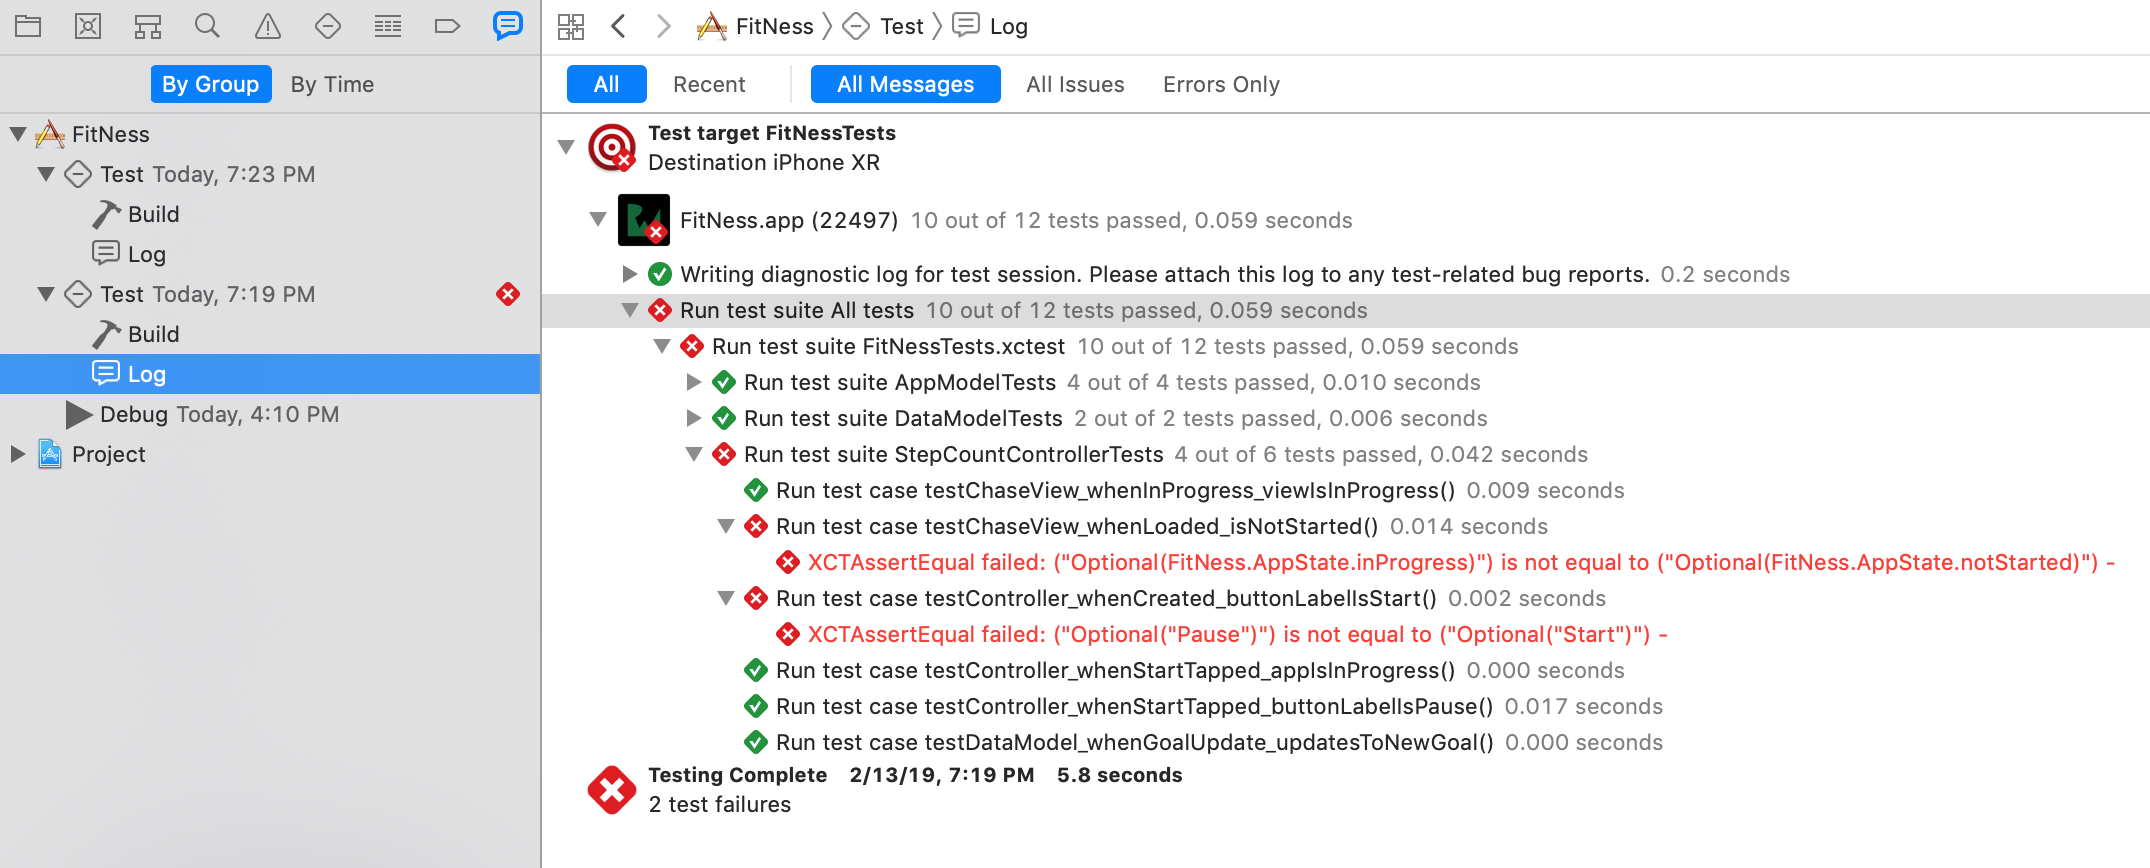 By Group By Time
FitNess
Test Today, 7:23 PM
Build
Log
Test Today, 7:19 PM
Build
Log
Debug Today, 4:10 PM
Project
FitNess Test Log
All Recent All Messages All Issues Errors Only
Test target FitNessTests
Destination iPhone XR
FitNess.app (22497) 10 out of 12 tests passed, 0.059 seconds
Writing diagnostic log for test session. Please attach this log to any test-related bug reports. 0.2 seconds
Run test suite All tests 10 out of 12 tests passed, 0.059 seconds
Run test suite FitNessTests.xctest 10 out of 12 tests passed, 0.059 seconds
Run test suite AppModelTests 4 out of 4 tests passed, 0.010 seconds
Run test suite DataModelTests 2 out of 2 tests passed, 0.006 seconds
Run test suite StepCountControllerTests 4 out of 6 tests passed, 0.042 seconds
Run test case testChaseView_whenInProgress_viewIsInProgress() 0.009 seconds
Run test case testChaseView_whenLoaded_isNotStarted() 0.014 seconds
XCTAssertEqual failed: ("Optional(FitNess.AppState.inProgress)") is not equal to ("Optional(FitNess.AppState.notStarted)") -
Run test case testController_whenCreated_buttonLabelIsStart() 0.002 seconds
XCTAssertEqual failed: ("Optional("Pause")") is not equal to ("Optional("Start")") -
Run test case testController_whenStartTapped_appIsInProgress() 0.000 seconds
Run test case testController_whenStartTapped_buttonLabelIsPause() 0.017 seconds
Run test case testDataModel_whenGoalUpdate_updatesToNewGoal() 0.000 seconds
Testing Complete 2/13/19, 7:19 PM 5.8 seconds
2 test failures